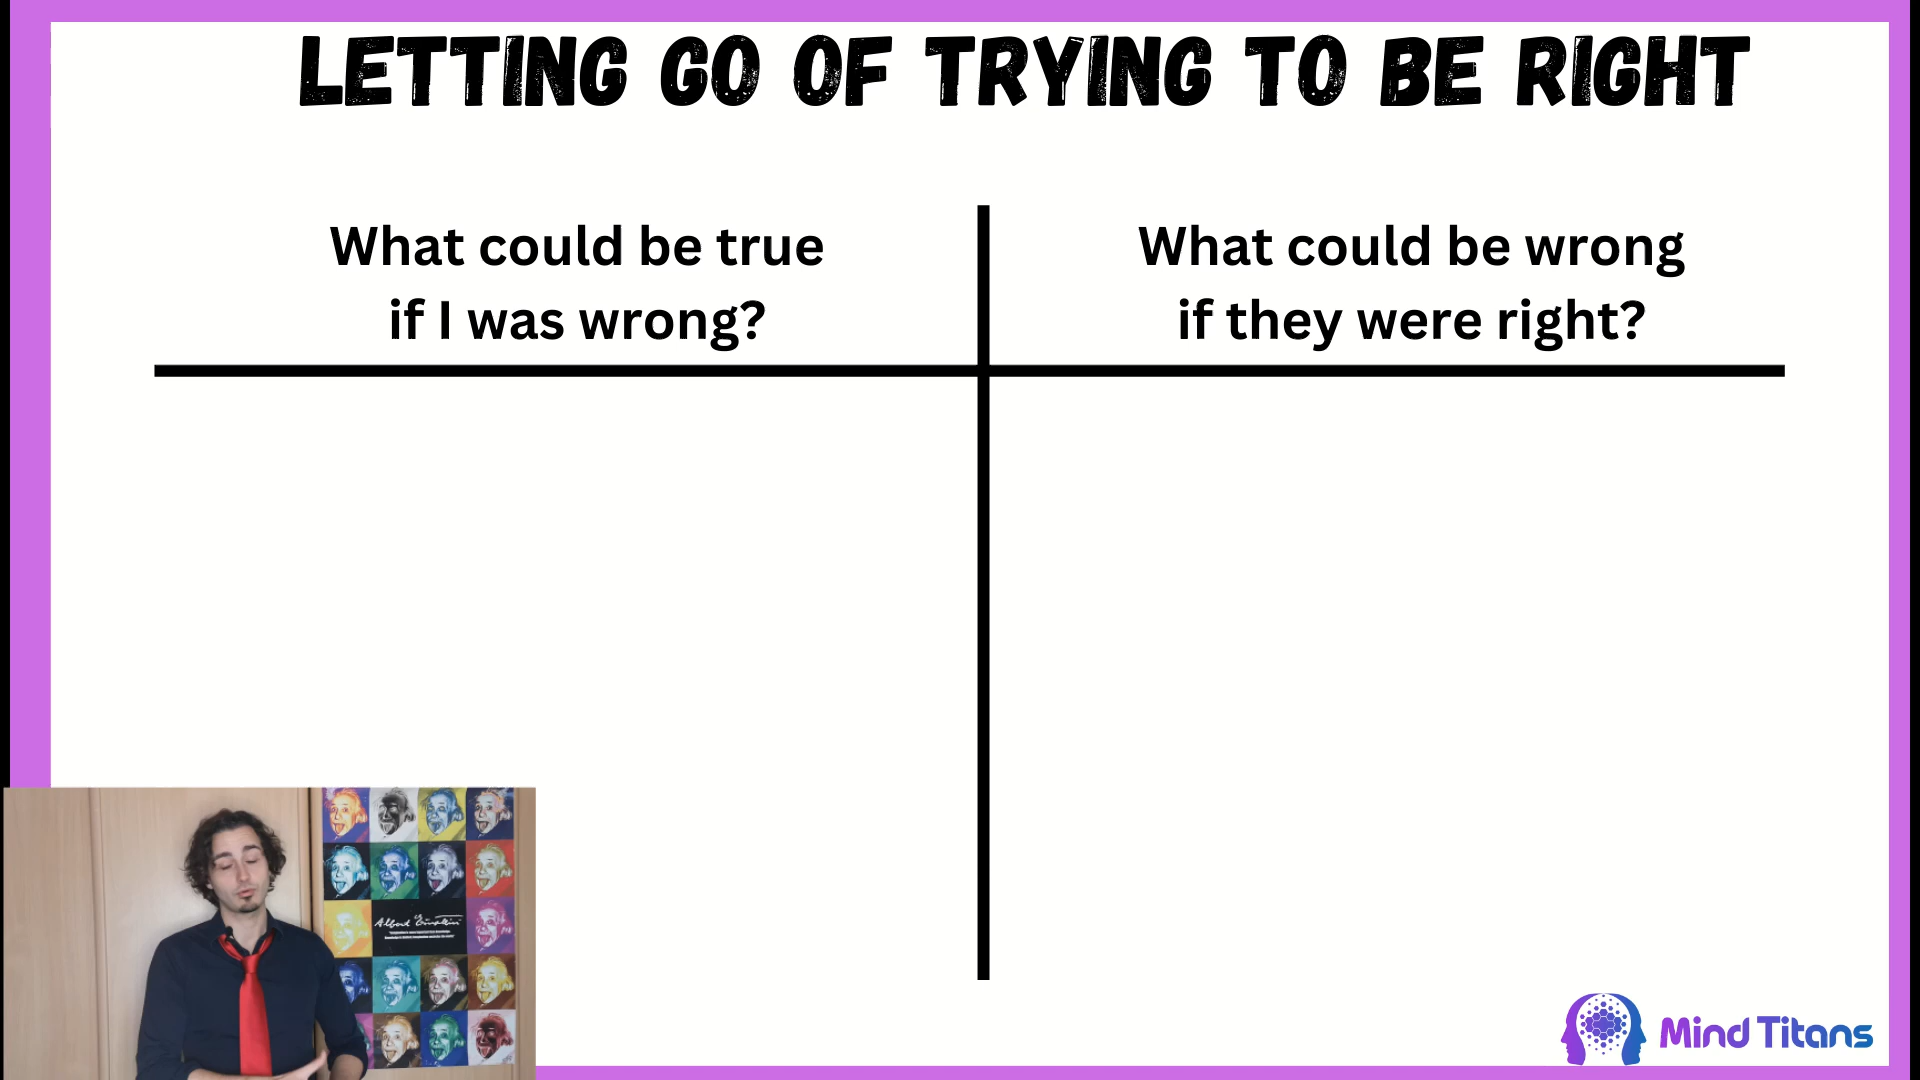 LETTING GO OF TRYING TO BE RIGHT
What could be true
if I was wrong?
What could be wrong
if they were right?
Albert Einstein
Mind Titans